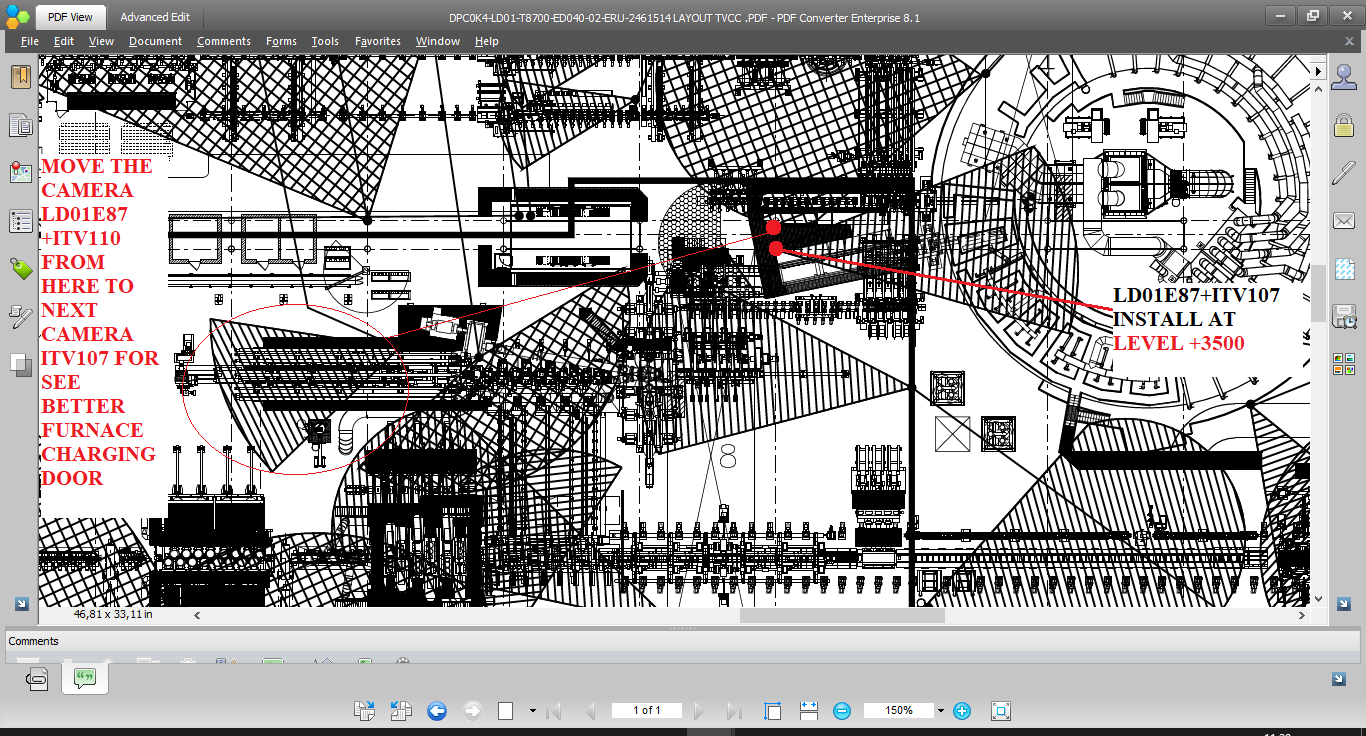 PDF View
Advanced Edit
DPC0K4-LD01-T8700-ED040-02-ERU-2461514 LAYOUT TVCC .PDF - PDF Converter Enterprise 8.1
File Edit View Document Comments Forms Tools Favorites Window Help
MOVE THE
CAMERA
LD01E87
+ITV110
FROM
HERE TO
NEXT
CAMERA
ITV107 FOR
SEE
BETTER
FURNACE
CHARGING
DOOR
LD01E87+ITV107
INSTALL AT
LEVEL +3500
46,81 x 33,11 in
Comments
1 of 1
150%